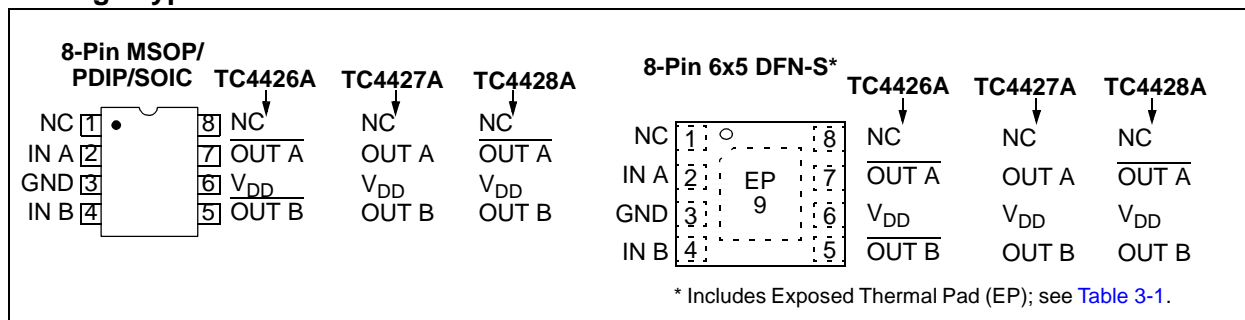 8-Pin MSOP/
PDIP/SOIC TC4426A TC4427A TC4428A
NC 1 8 NC NC NC
IN A 2 7 OUT A OUT A OUT A
GND 3 6 VDD VDD VDD
IN B 4 5 OUT B OUT B OUT B
8-Pin 6x5 DFN-S*
TC4426A TC4427A TC4428A
NC 1 8 NC NC NC
IN A 2 7 OUT A OUT A OUT A
EP
9
GND 3 6 VDD VDD VDD
IN B 4 5 OUT B OUT B OUT B
* Includes Exposed Thermal Pad (EP); see Table 3-1.